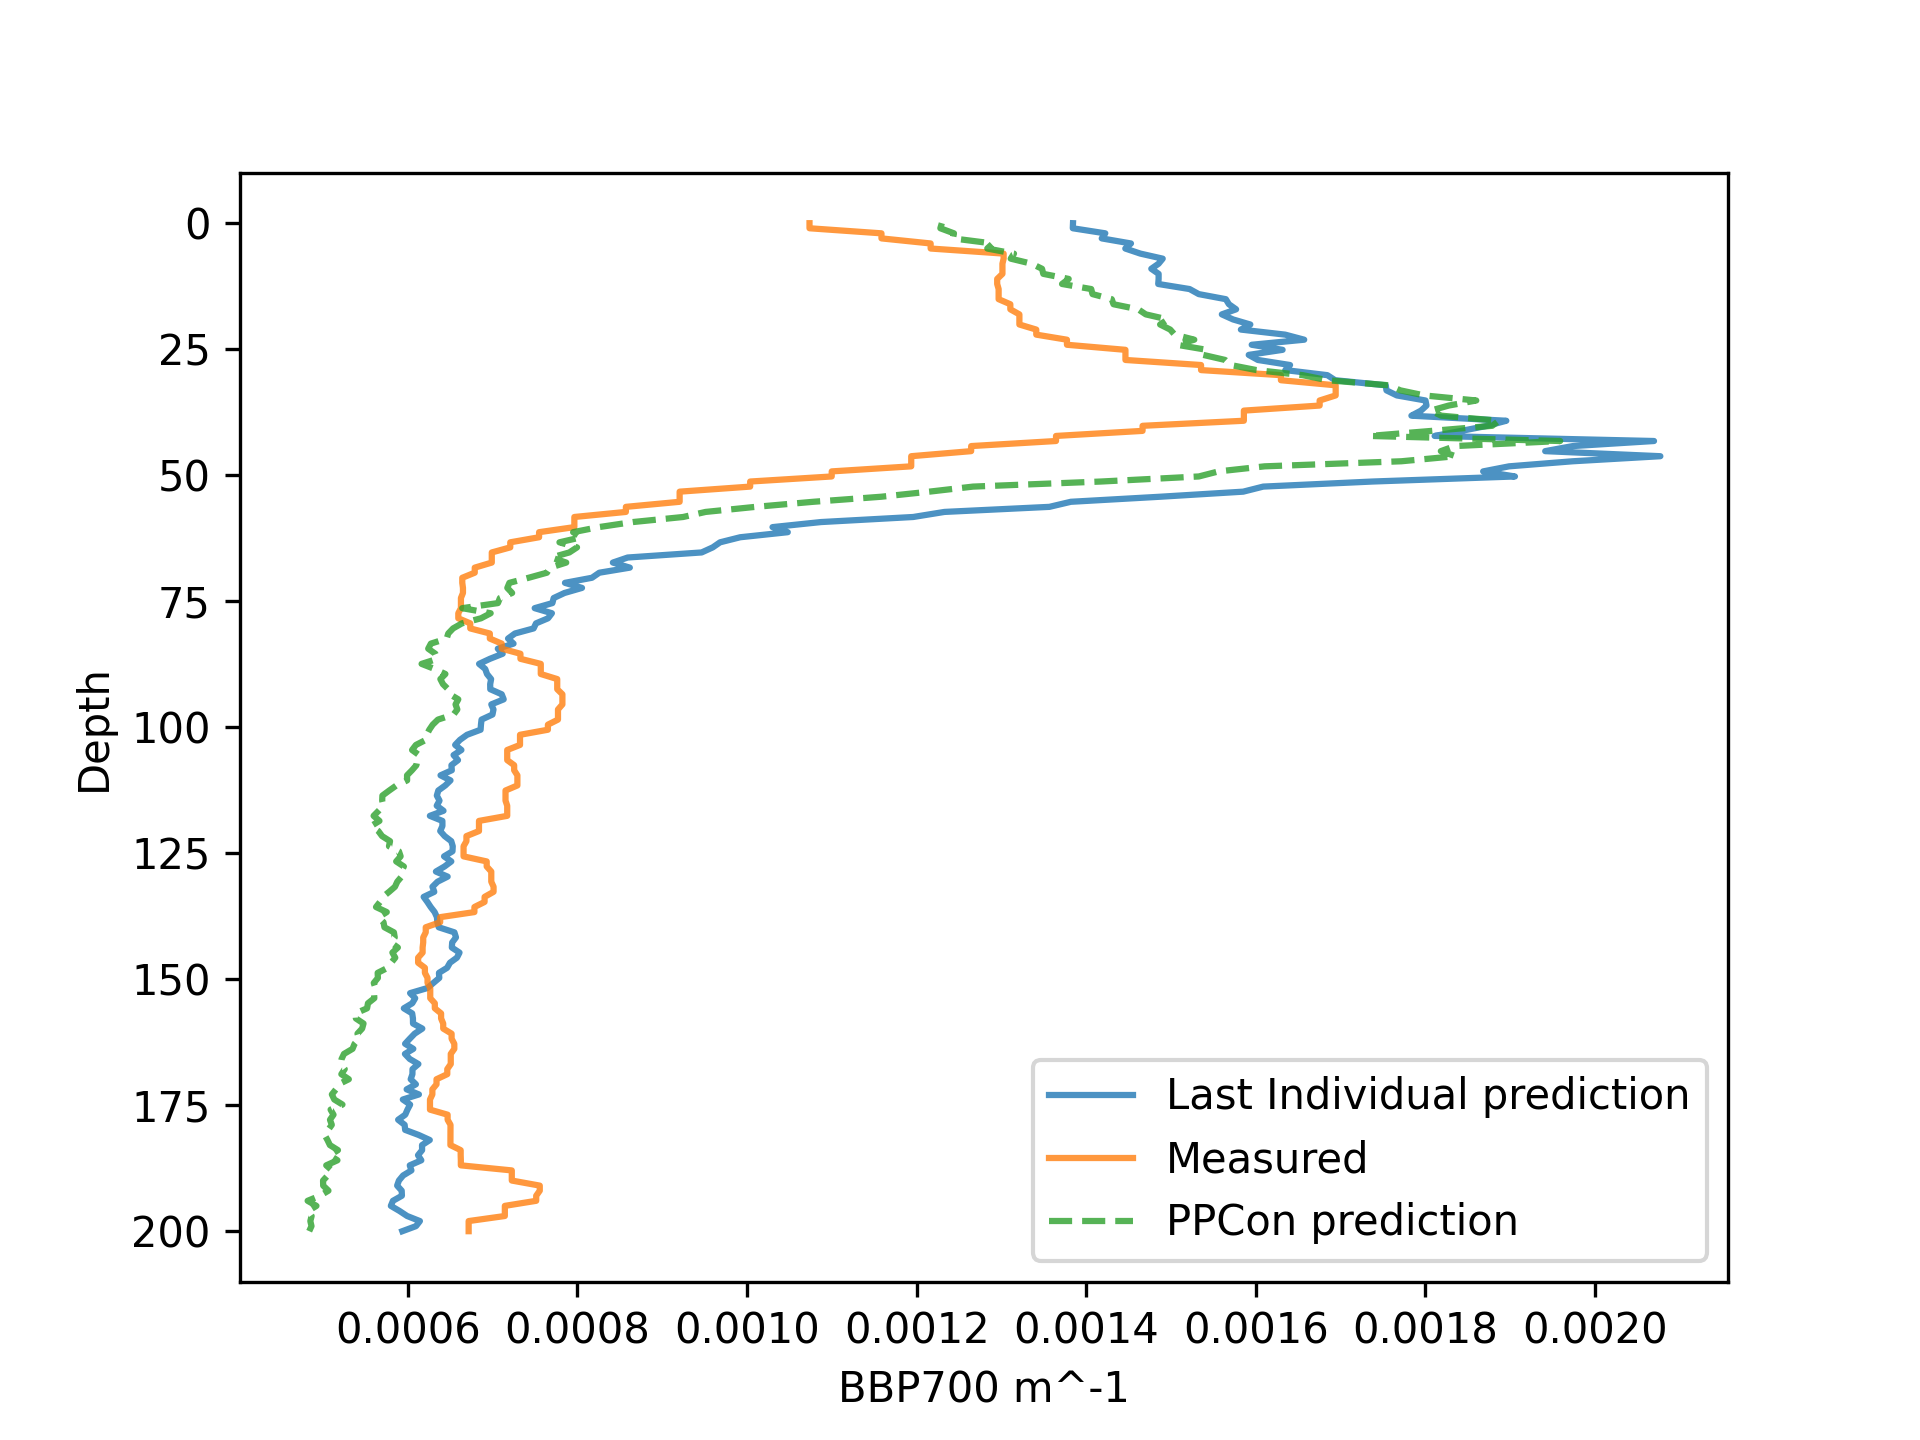 0
25
50
75
100
125
150
175
200
Depth
0.0006 0.0008 0.0010 0.0012 0.0014 0.0016 0.0018 0.0020
BBP700 m^-1
Last Individual prediction
Measured
PPCon prediction